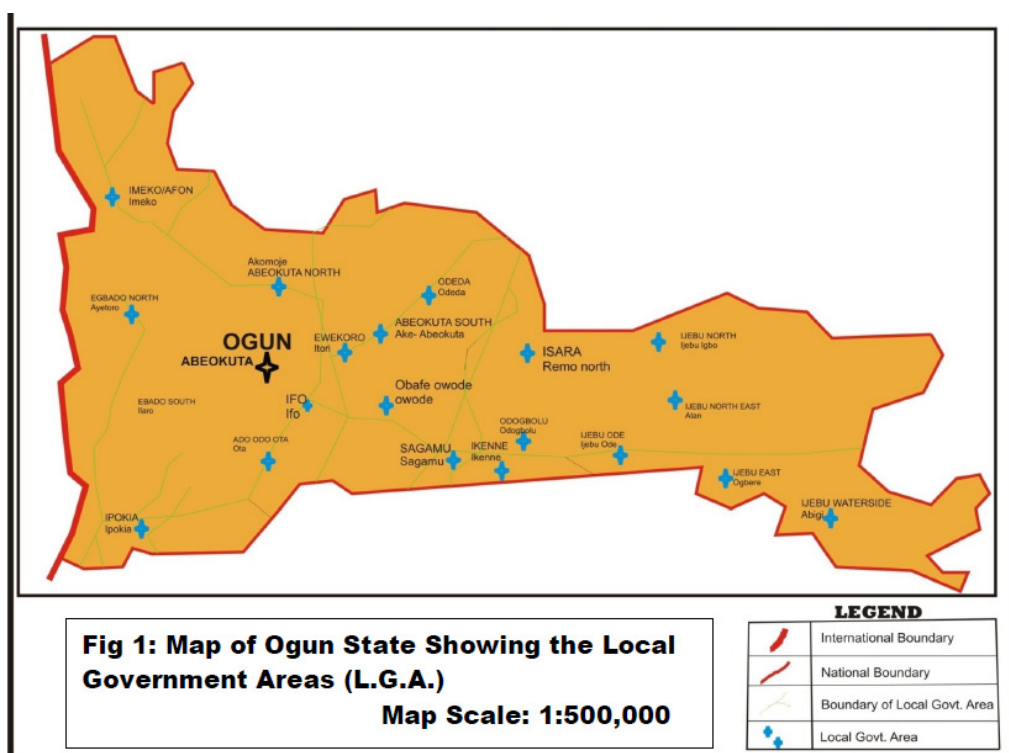 IMEKO/AFON
Imeko
Akomoje
ABEOKUTA NORTH
ODEDA
Odeda
EGBADO NORTH
Ayetoro
ABEOKUTA SOUTH
Ake- Abeokuta
OGUN
ABEOKUTA
EWEKORO
Itori
IJEBU NORTH
Ijebu Igbo
ISARA
Remo north
Obafe owode
owode
IFO
Ifo
EBADO SOUTH
Ilaro
IJEBU NORTH EAST
Atan
ODOGBOLU
Odogbolu
ADO ODO OTA
Ota
SAGAMU
Sagamu
IKENNE
Ikenne
IJEBU ODE
Ijebu Ode
IJEBU EAST
Ogbere
IJEBU WATERSIDE
Abigi
IPOKIA
Ipokia
Fig 1: Map of Ogun State Showing the Local
Government Areas (L.G.A.)
Map Scale: 1:500,000
LEGEND
International Boundary
National Boundary
Boundary of Local Govt. Area
Local Govt. Area